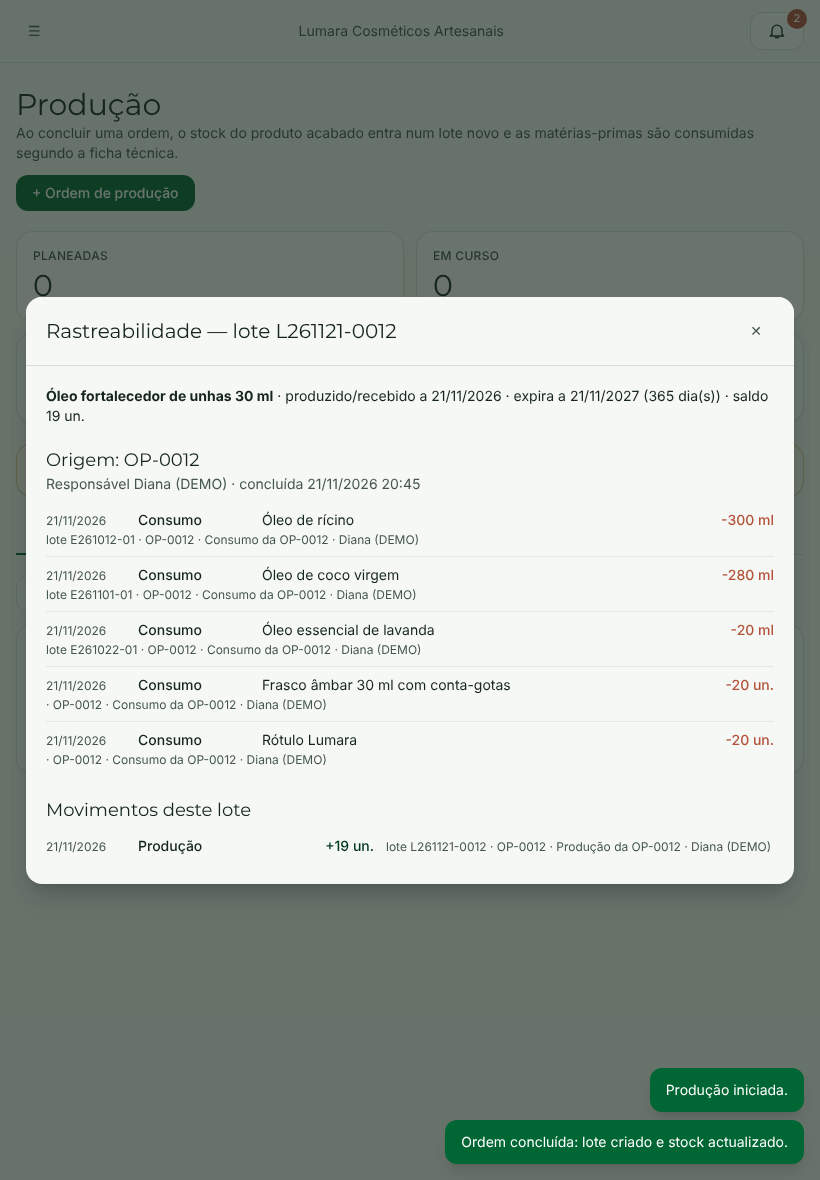 ☰
Lumara Cosméticos Artesanais
2
Produção
Ao concluir uma ordem, o stock do produto acabado entra num lote novo e as matérias-primas são consumidas
segundo a ficha técnica.
+ Ordem de produção
PLANEADAS
EM CURSO
0
0
Rastreabilidade — lote L261121-0012
×
Óleo fortalecedor de unhas 30 ml · produzido/recebido a 21/11/2026 · expira a 21/11/2027 (365 dia(s)) · saldo
19 un.
Origem: OP-0012
Responsável Diana (DEMO) · concluída 21/11/2026 20:45
21/11/2026 Consumo Óleo de rícino -300 ml
lote E261012-01 · OP-0012 · Consumo da OP-0012 · Diana (DEMO)
21/11/2026 Consumo Óleo de coco virgem -280 ml
lote E261101-01 · OP-0012 · Consumo da OP-0012 · Diana (DEMO)
21/11/2026 Consumo Óleo essencial de lavanda -20 ml
lote E261022-01 · OP-0012 · Consumo da OP-0012 · Diana (DEMO)
21/11/2026 Consumo Frasco âmbar 30 ml com conta-gotas -20 un.
· OP-0012 · Consumo da OP-0012 · Diana (DEMO)
21/11/2026 Consumo Rótulo Lumara -20 un.
· OP-0012 · Consumo da OP-0012 · Diana (DEMO)
Movimentos deste lote
21/11/2026 Produção +19 un. lote L261121-0012 · OP-0012 · Produção da OP-0012 · Diana (DEMO)
Produção iniciada.
Ordem concluída: lote criado e stock actualizado.